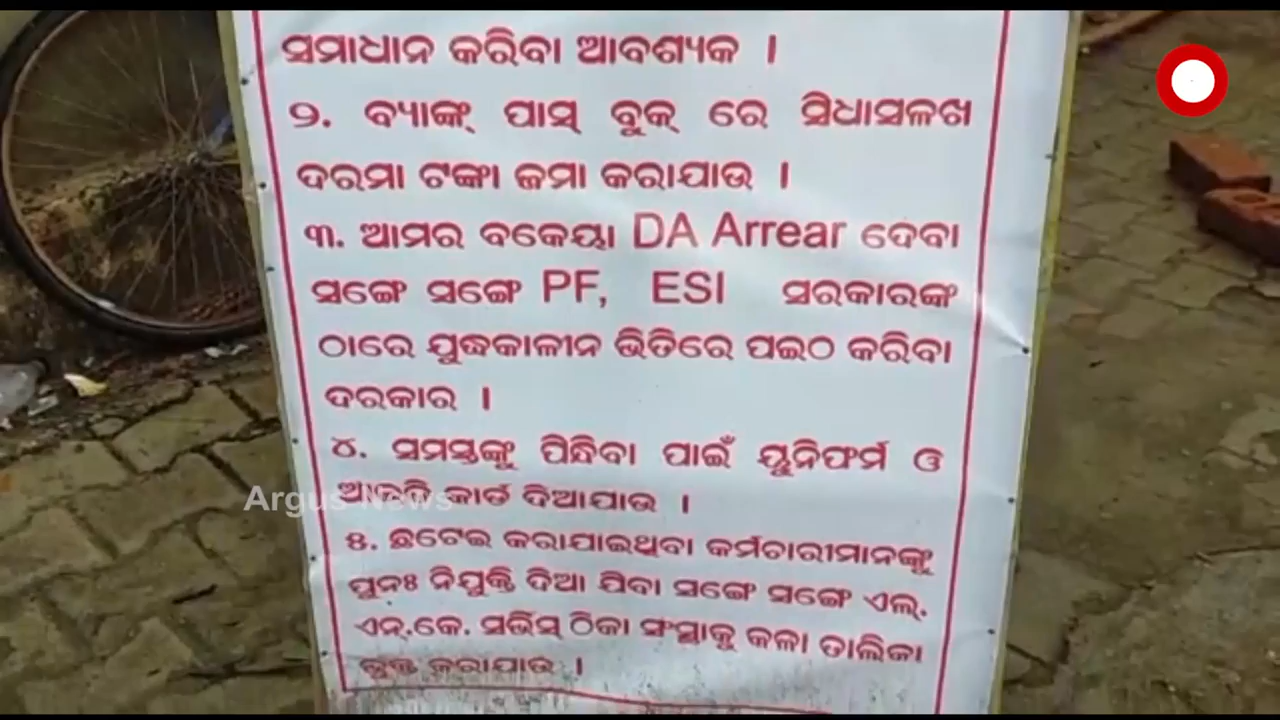 ସମାଧାନ କରିବା ଆବଶ୍ୟକ ।
୨. ବ୍ୟାଙ୍କ୍ ପାସ୍ ବୁକ୍ ରେ ସିଧାସଳଖ
ଦରମା ଟଙ୍କା ଜମା କରାଯାଉ ।
୩. ଆମର ବକେୟା DA Arrear ଦେବା
ସଙ୍ଗେ ସଙ୍ଗେ PF, ESI ସରକାରଙ୍କ
ଠାରେ ଯୁଦ୍ଧକାଳୀନ ଭିତିରେ ପଇଠ କରିବା
ଦରକାର ।
୪. ସମସ୍ତଙ୍କୁ ପିନ୍ଧିବା ପାଇଁ ୟୁନିଫର୍ମ ଓ
ଆଇଡି କାର୍ଡ ଦିଆଯାଉ ।
Argus News
୫. ଛଟେଇ କରାଯାଇଥିବା କର୍ମଚାରୀମାନଙ୍କୁ
ପୁନଃ ନିଯୁକ୍ତି ଦିଆ ଯିବା ସଙ୍ଗେ ସଙ୍ଗେ ଏଲ୍.
ଏନ୍.କେ. ସର୍ଭିସ୍ ଠିକା ସଂସ୍ଥାକୁ କଳା ତାଲିକା
ଭୁକ୍ତ କରାଯାଉ ।